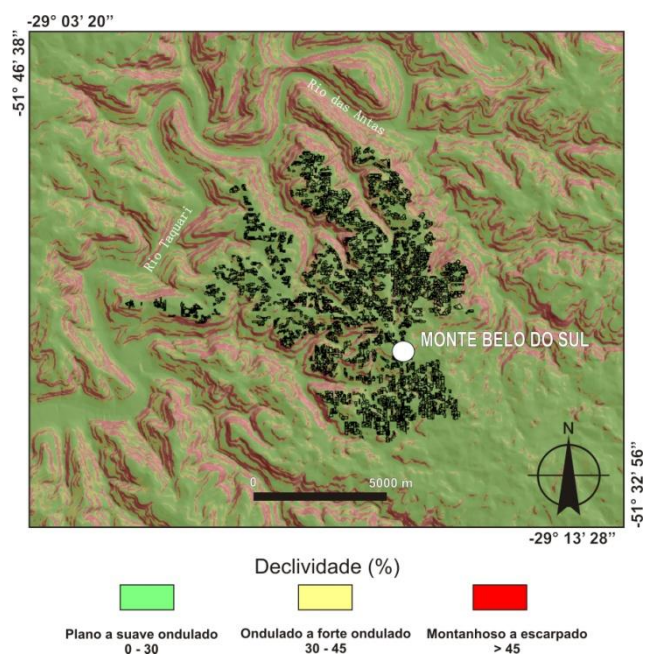 -29° 03' 20"
-51° 46' 38"
Rio das Antas
Rio Taquari
MONTE BELO DO SUL
N
0 5000 m
-51° 32' 56"
-29° 13' 28"
Declividade (%)
Plano a suave ondulado
0 - 30
Ondulado a forte ondulado
30 - 45
Montanhoso a escarpado
> 45